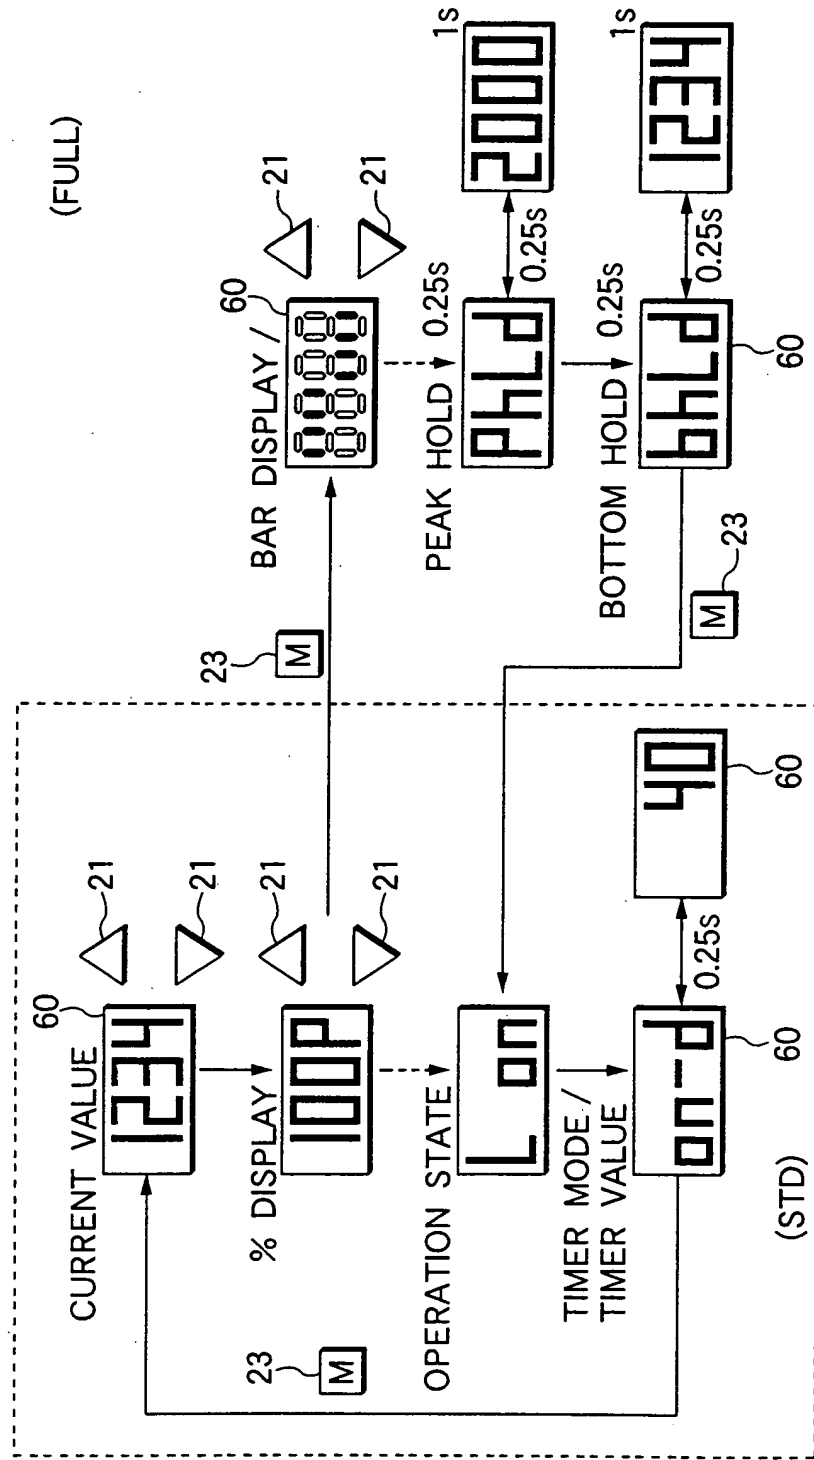 (FULL)
CURRENT VALUE
60
1234
21
21
% DISPLAY
100P
21
21
23
M
23
M
BAR DISPLAY /
60
21
21
OPERATION STATE
L on
PEAK HOLD 0.25s
PhLd
0.25s
2000
1s
TIMER MODE /
TIMER VALUE
on-d
60
0.25s
40
60
BOTTOM HOLD 0.25s
bhLd
60
0.25s
1234
1s
M
23
(STD)